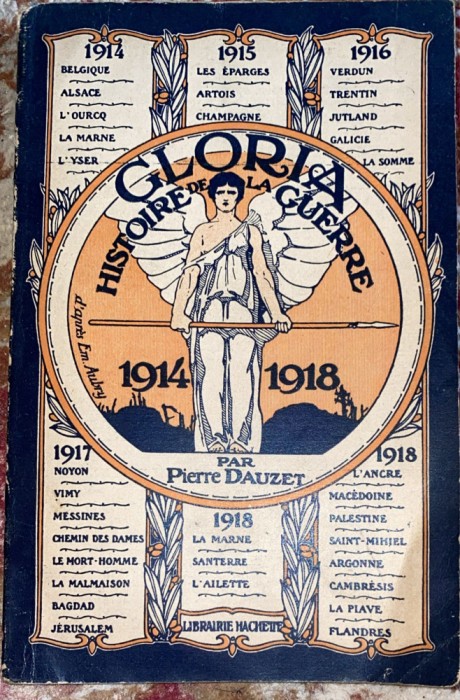 1914
BELGIQUE
ALSACE
L'OURCQ
LA MARNE
L'YSER
1915
LES ÉPARGES
ARTOIS
CHAMPAGNE
1916
VERDUN
TRENTIN
JUTLAND
GALICIE
LA SOMME
GLORIA
HISTOIRE DE LA GUERRE
d'après Em. Aubry
1914 1918
PAR
Pierre DAUZET
1917
NOYON
VIMY
MESSINES
CHEMIN DES DAMES
LE MORT-HOMME
LA MALMAISON
BAGDAD
JÉRUSALEM
1918
LA MARNE
SANTERRE
L'AILETTE
1918
L'ANCRE
MACÉDOINE
PALESTINE
SAINT-MIHIEL
ARGONNE
CAMBRÉSIS
LA PIAVE
FLANDRES
LIBRAIRIE HACHETTE